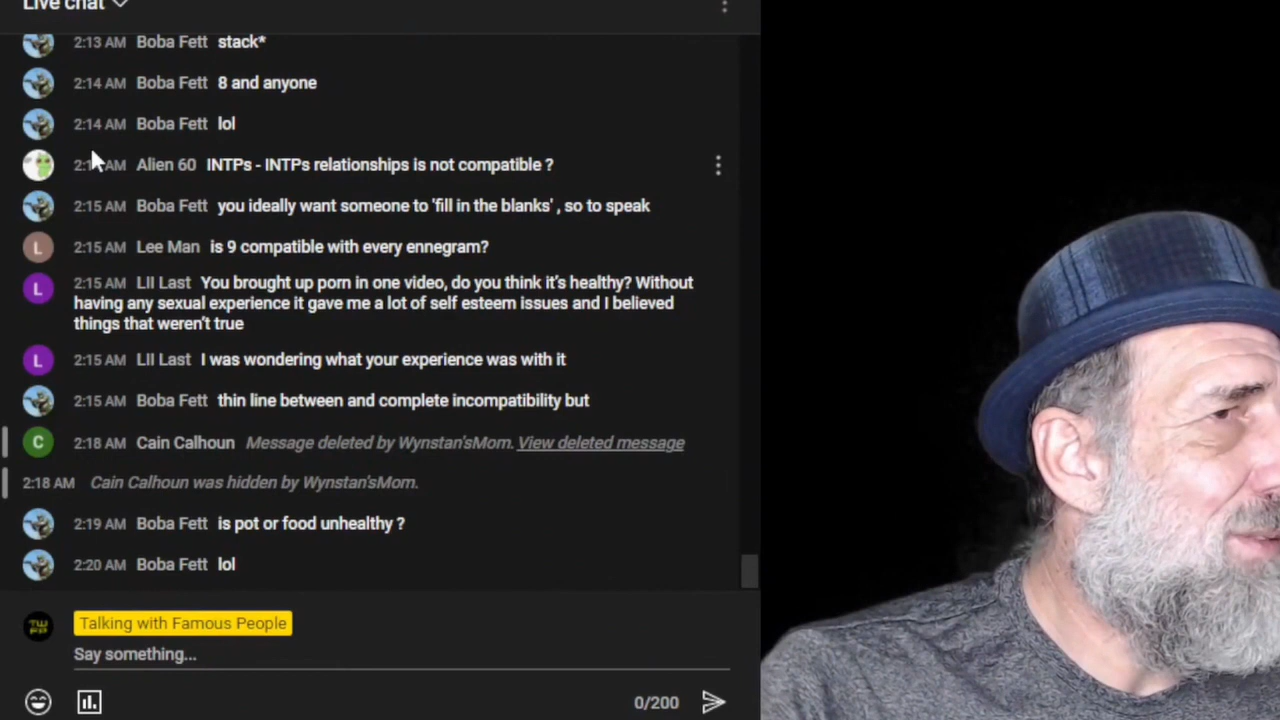 Live chat
2:13 AM Boba Fett stack*
2:14 AM Boba Fett 8 and anyone
2:14 AM Boba Fett lol
AM Alien 60 INTPs - INTPs relationships is not compatible ?
2:15 AM Boba Fett you ideally want someone to 'fill in the blanks' , so to speak
L 2:15 AM Lee Man is 9 compatible with every ennegram?
L 2:15 AM Lil Last You brought up porn in one video, do you think it's healthy? Without
having any sexual experience it gave me a lot of self esteem issues and I believed
things that weren't true
L 2:15 AM Lil Last I was wondering what your experience was with it
2:15 AM Boba Fett thin line between and complete incompatibility but
C 2:18 AM Cain Calhoun Message deleted by Wynstan'sMom. View deleted message
2:18 AM Cain Calhoun was hidden by Wynstan'sMom.
2:19 AM Boba Fett is pot or food unhealthy ?
2:20 AM Boba Fett lol
TW
FP
Talking with Famous People
Say something...
0/200